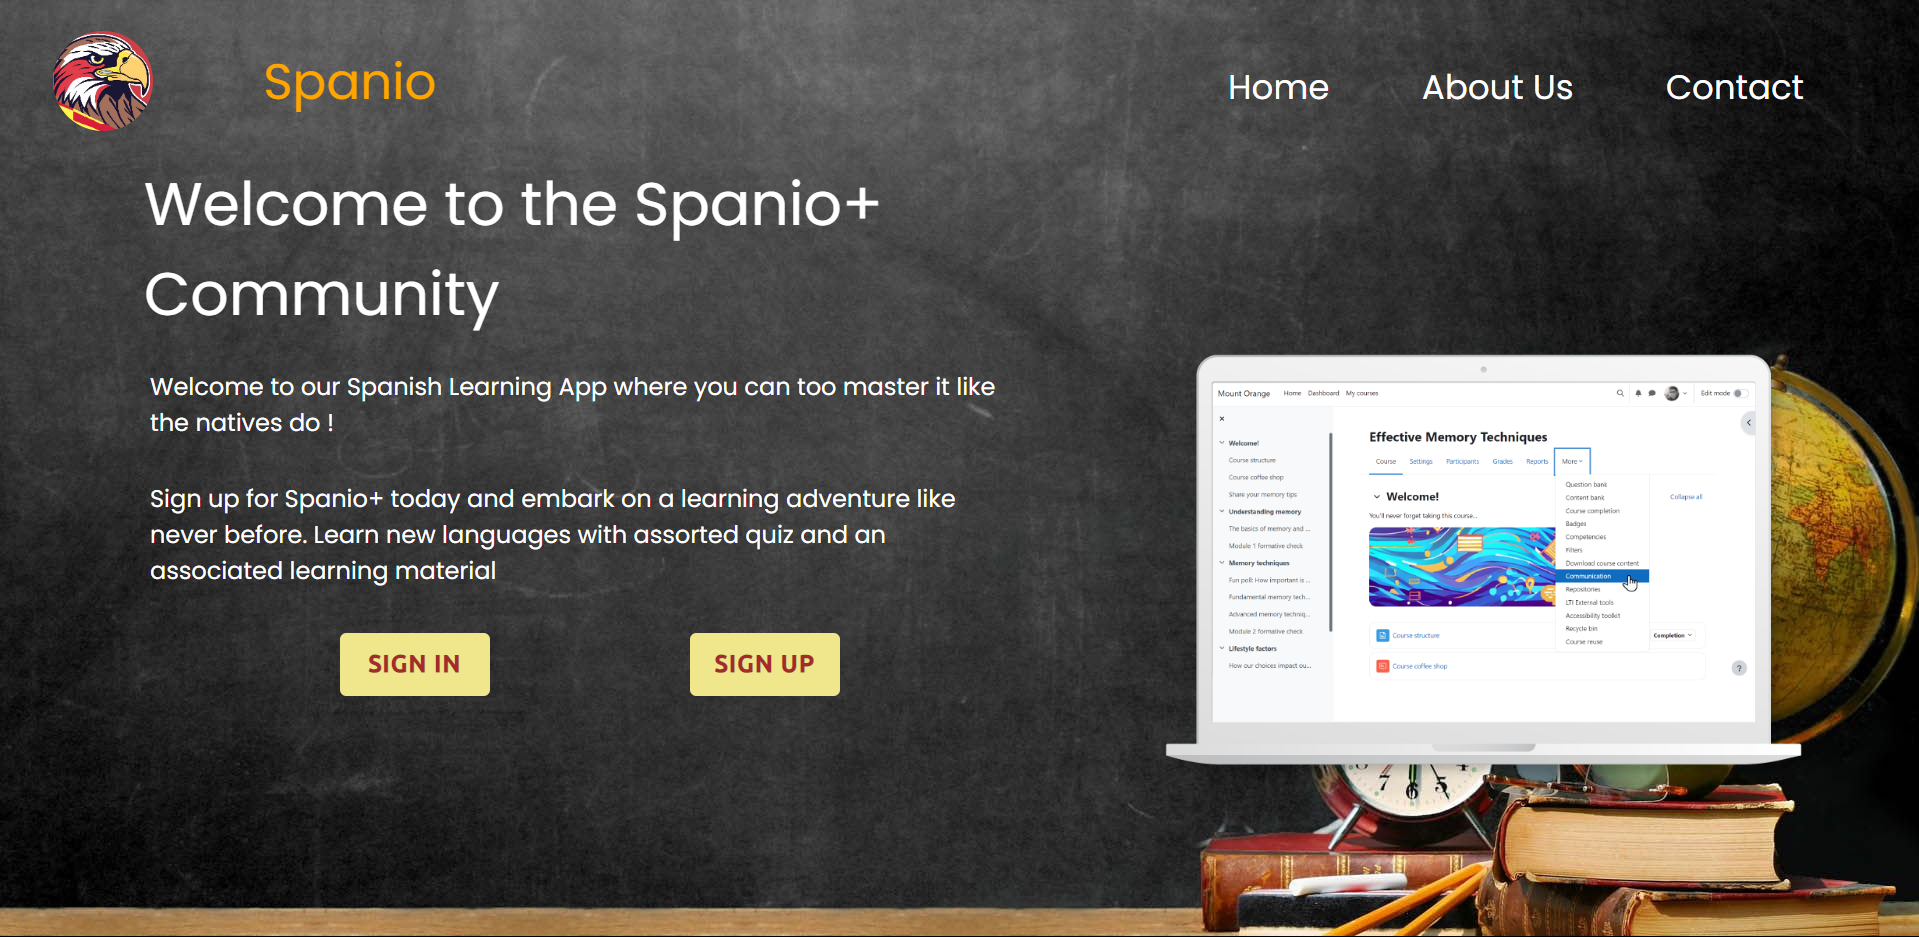 Spanio
Home
About Us
Contact
Welcome to the Spanio+
Community
Welcome to our Spanish Learning App where you can too master it like
the natives do !
Sign up for Spanio+ today and embark on a learning adventure like
never before. Learn new languages with assorted quiz and an
associated learning material
SIGN IN
SIGN UP
Mount Orange
Home
Dashboard
My courses
Edit mode
Welcome!
Course structure
Course coffee shop
Share your memory tips
Understanding memory
The basics of memory and ...
Module 1 formative check
Memory techniques
Fun poll: How important is ...
Fundamental memory tech...
Advanced memory techniq...
Module 2 formative check
Lifestyle factors
How our choices impact ou...
Effective Memory Techniques
Course
Settings
Participants
Grades
Reports
More
Welcome!
Collapse all
You'll never forget taking this course...
Question bank
Content bank
Course completion
Badges
Competencies
Filters
Download course content
Communication
Repositories
LTI External tools
Accessibility toolkit
Recycle bin
Course reuse
Course structure
Completion
Course coffee shop
?
7 6 5